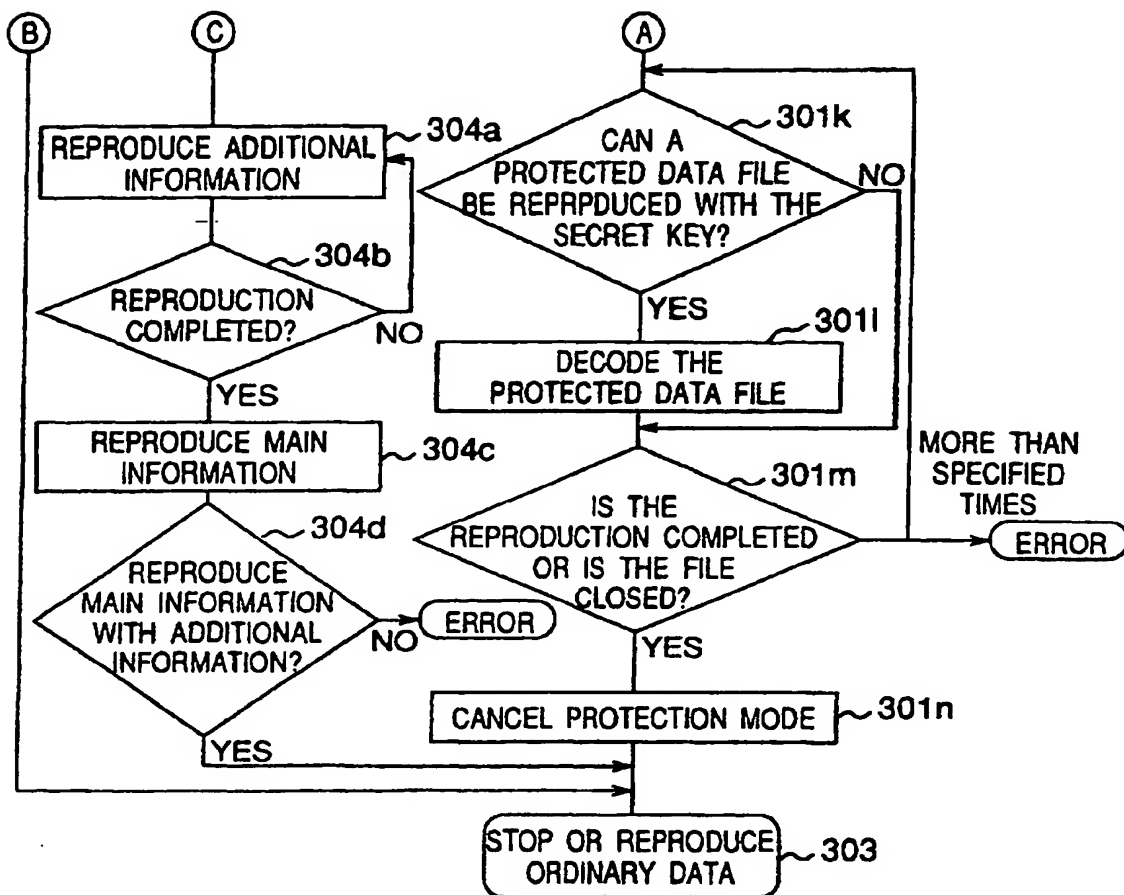 B
C
A
304a
REPRODUCE ADDITIONAL
INFORMATION
304b
REPRODUCTION
COMPLETED?
NO
YES
REPRODUCE MAIN
INFORMATION
304c
304d
REPRODUCE
MAIN INFORMATION
WITH ADDITIONAL
INFORMATION?
NO
ERROR
YES
301k
CAN A
PROTECTED DATA FILE
BE REPRPDUCED WITH THE
SECRET KEY?
NO
YES
301l
DECODE THE
PROTECTED DATA FILE
301m
IS THE
REPRODUCTION COMPLETED
OR IS THE FILE
CLOSED?
MORE THAN
SPECIFIED
TIMES
ERROR
YES
CANCEL PROTECTION MODE
301n
STOP OR REPRODUCE
ORDINARY DATA
303